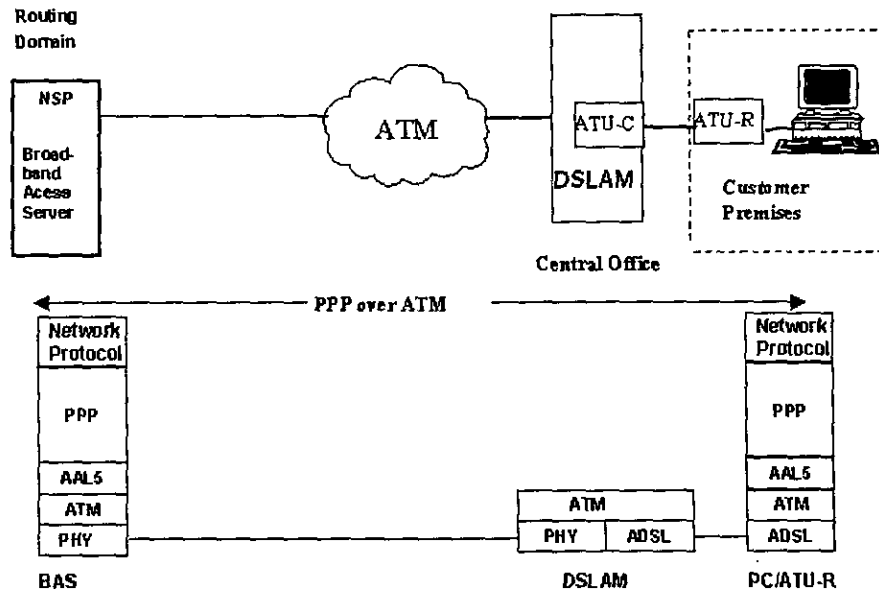 Routing
Domain
NSP
Broad-
band
Acess
Server
ATM
ATU-C
DSLAM
ATU-R
Customer
Premises
Central Office
PPP over ATM
Network
Protocol
PPP
AAL5
ATM
PHY
BAS
ATM
PHY
ADSL
DSLAM
Network
Protocol
PPP
AAL5
ATM
ADSL
PC/ATU-R